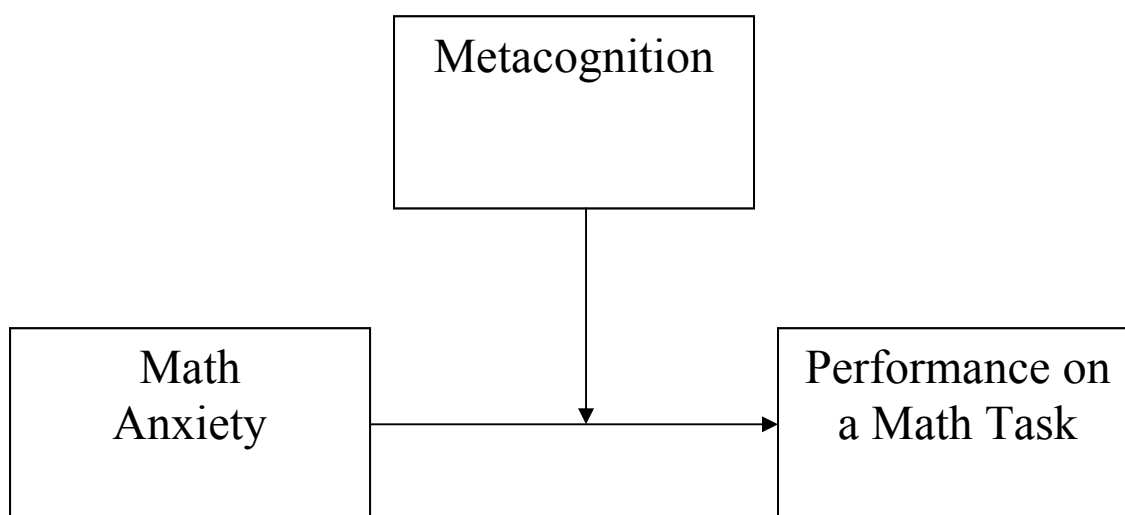 Metacognition
Math
Anxiety
Performance on
a Math Task